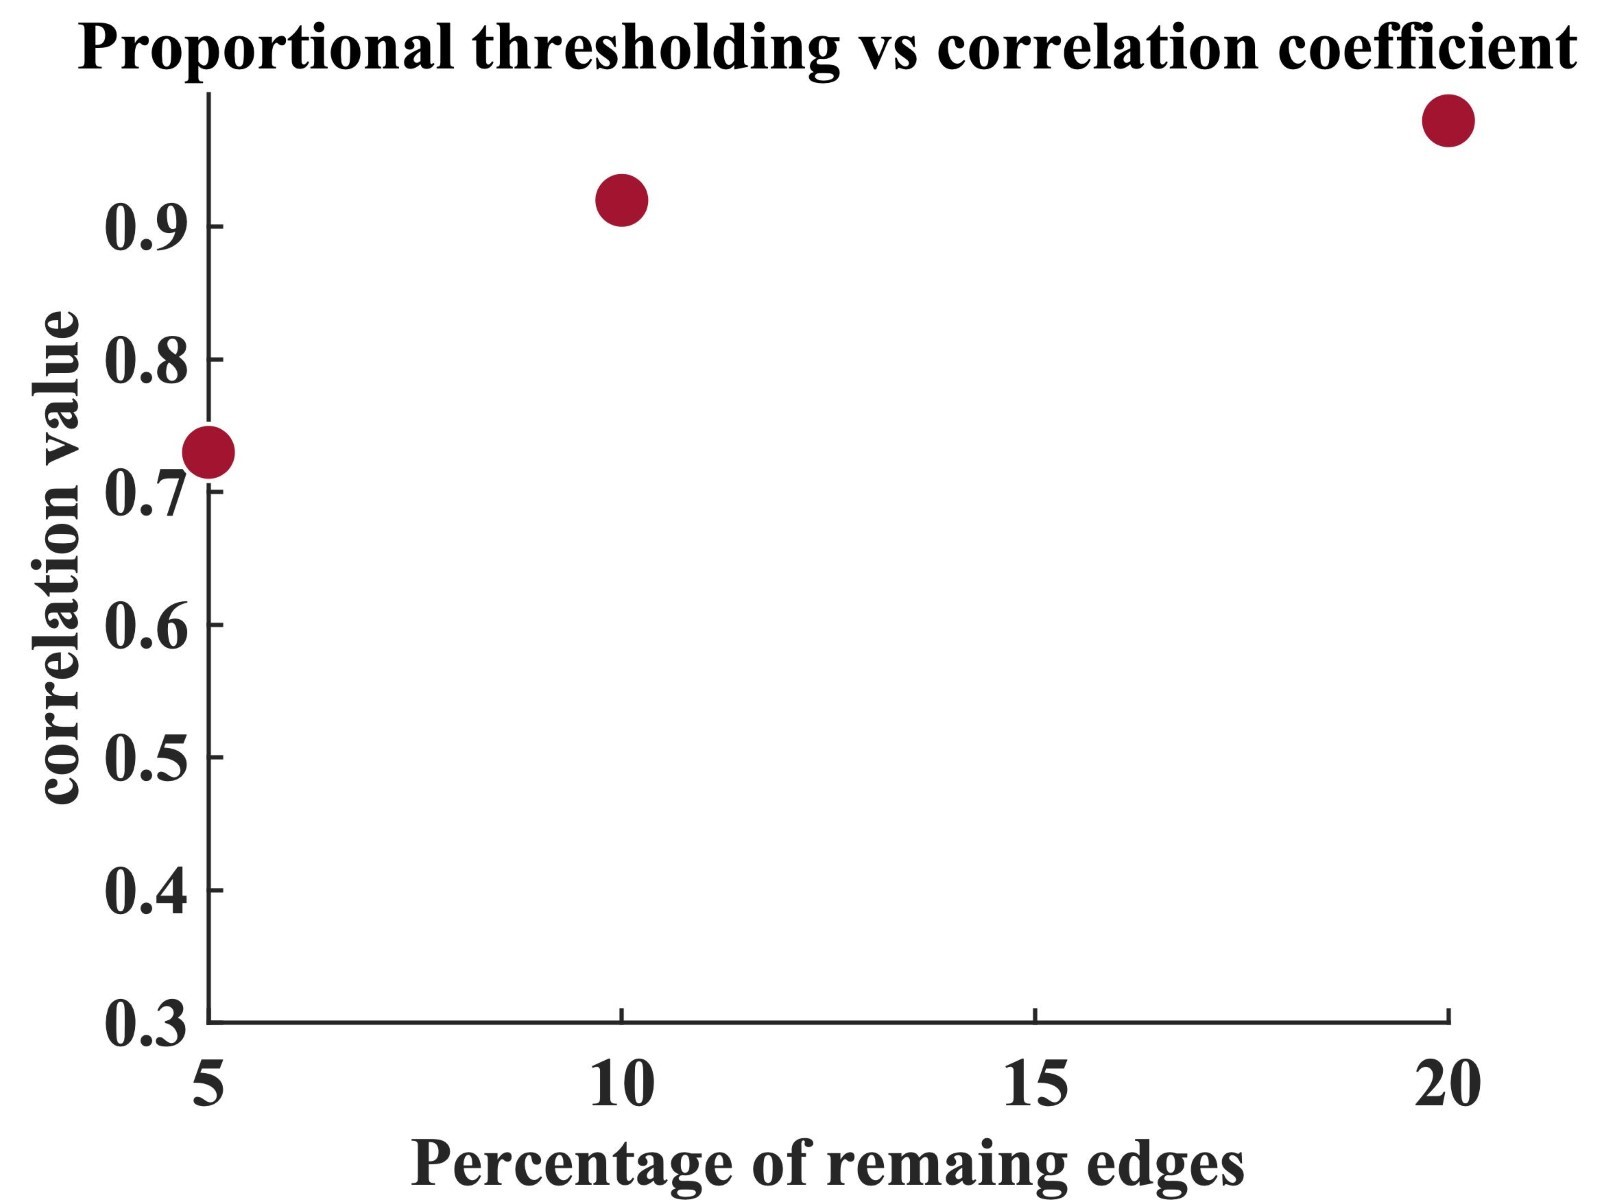 Proportional thresholding vs correlation coefficient
correlation value
0.9
0.8
0.7
0.6
0.5
0.4
0.3
5 10 15 20
Percentage of remaing edges